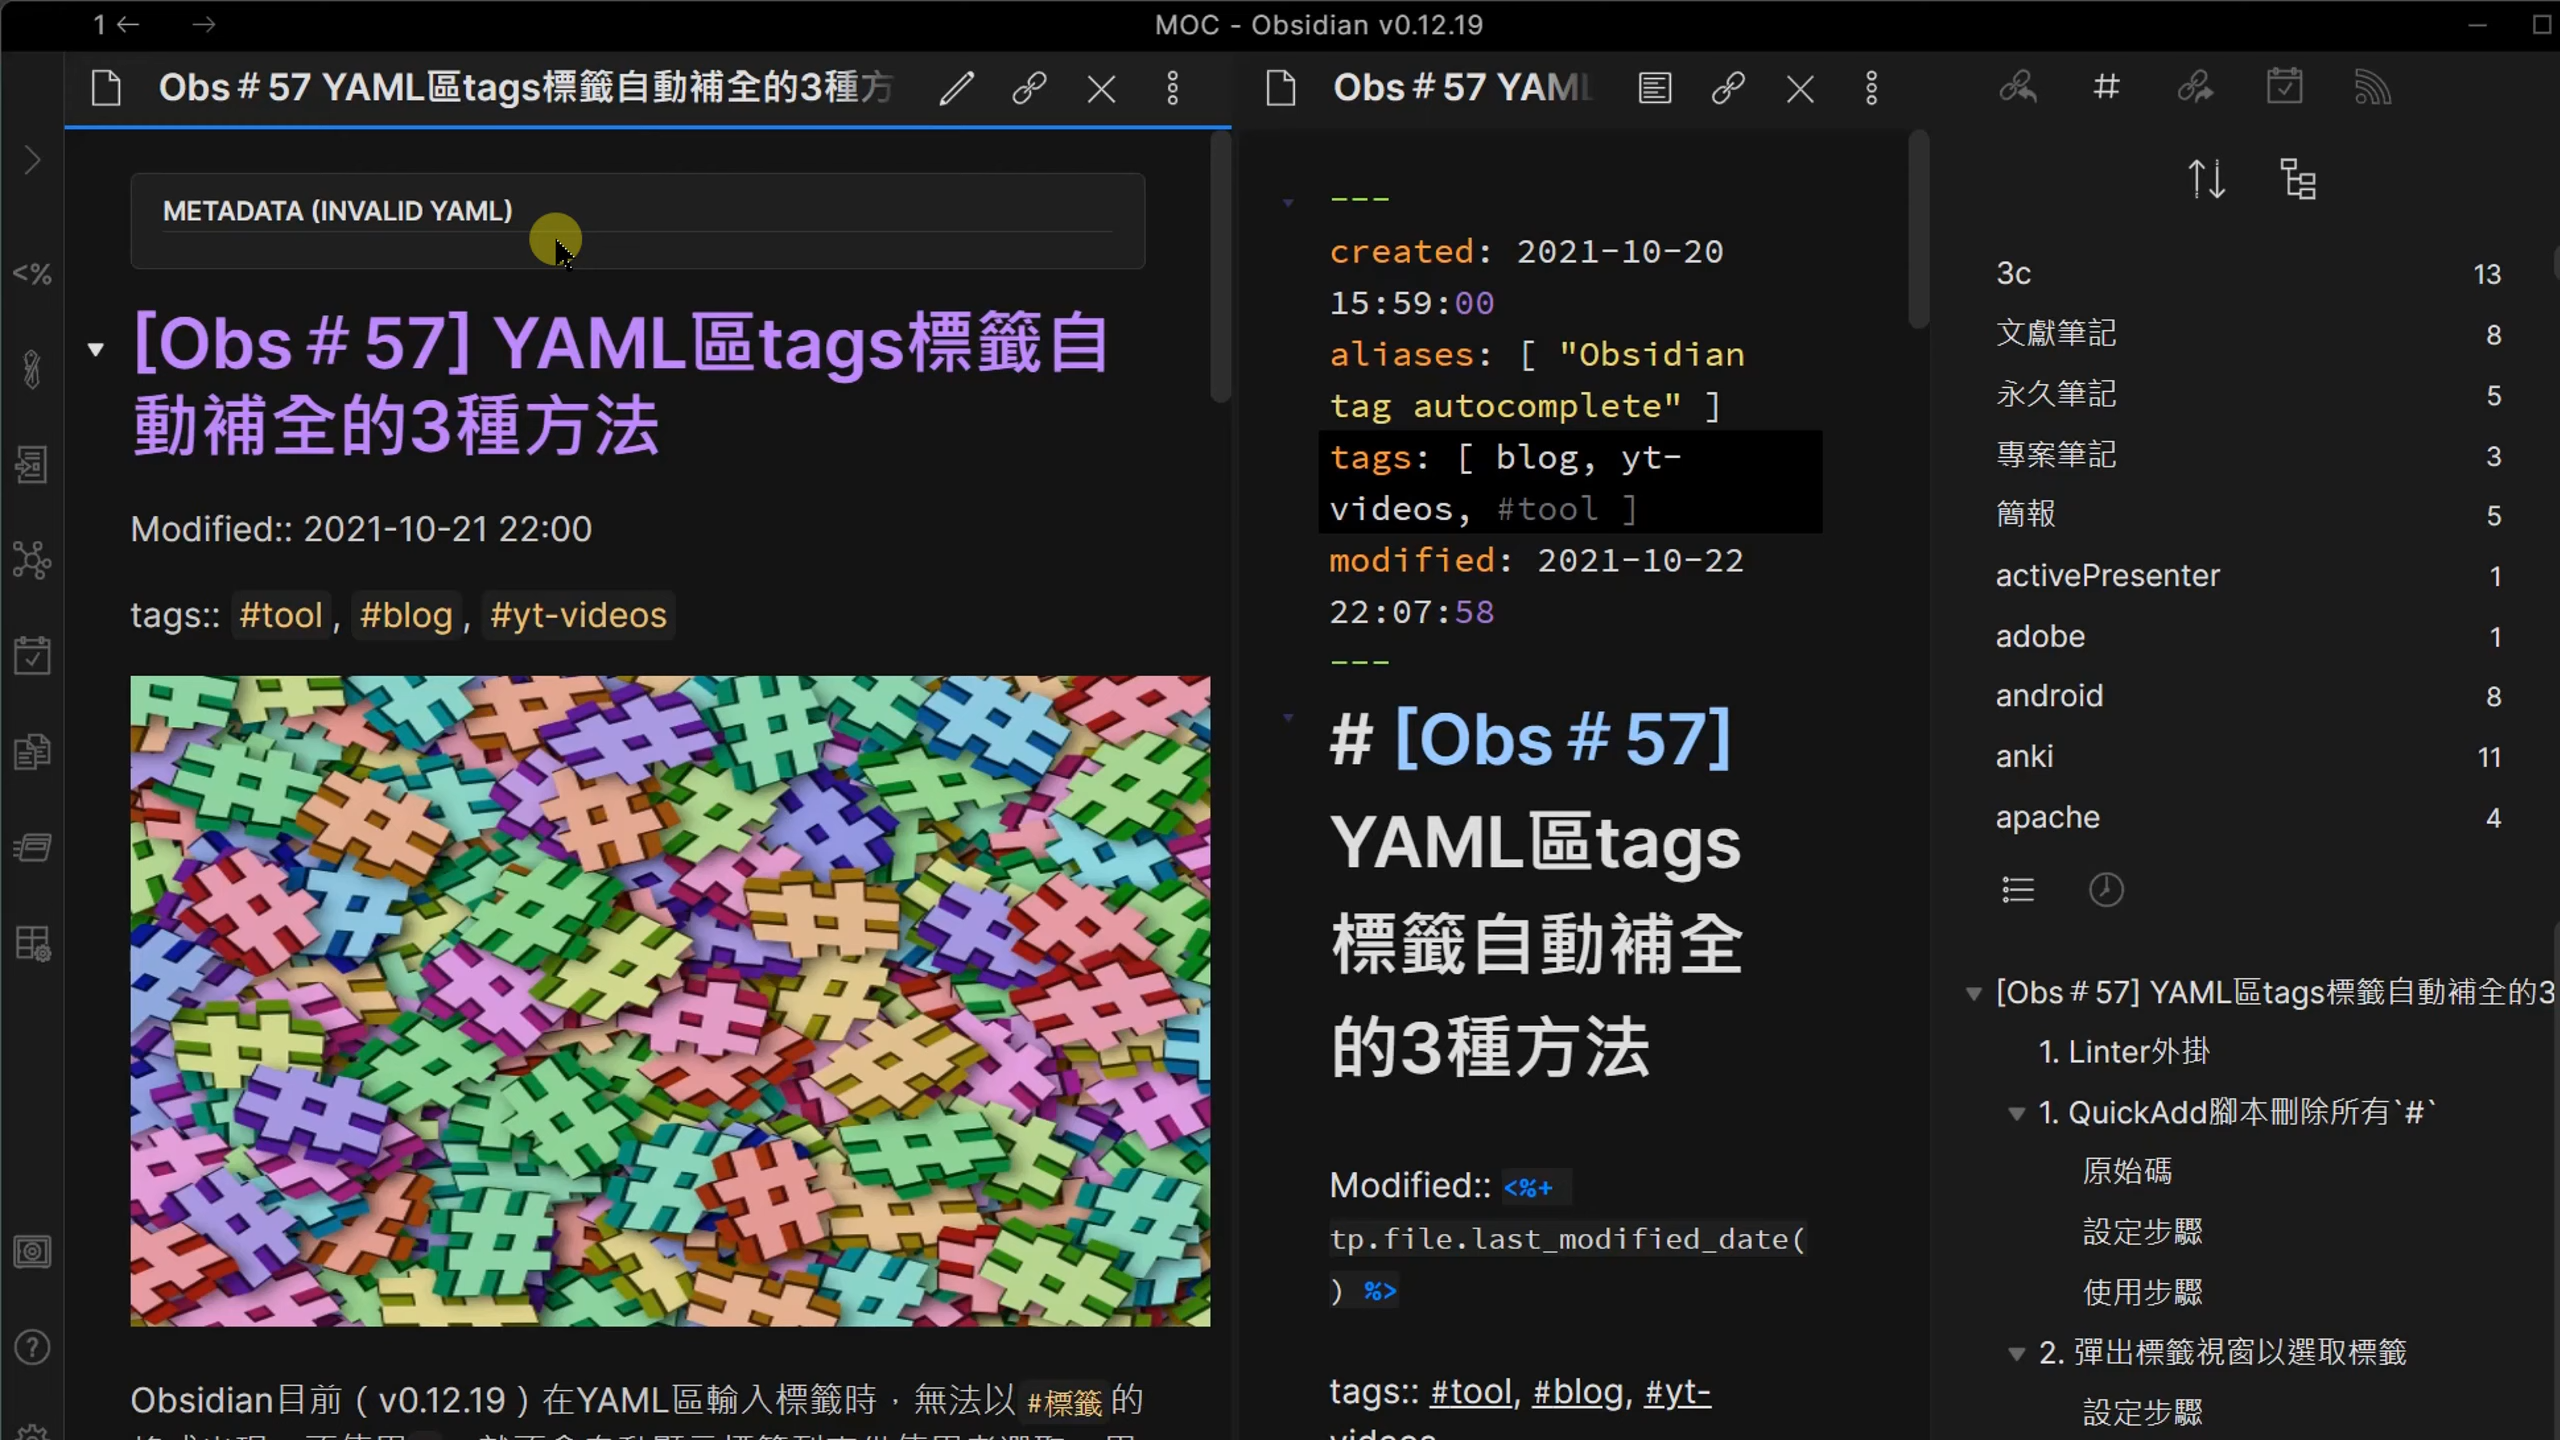 1
MOC - Obsidian v0.12.19
Obs＃57 YAML區tags標籤自動補全的3種方
METADATA (INVALID YAML)
[Obs＃57] YAML區tags標籤自
動補全的3種方法
Modified:: 2021-10-21 22:00
tags:: #tool, #blog, #yt-videos
Obsidian目前（v0.12.19）在YAML區輸入標籤時，無法以 #標籤 的
Obs＃57 YAML
---
created: 2021-10-20
15:59:00
aliases: [ "Obsidian
tag autocomplete" ]
tags: [ blog, yt-
videos, #tool ]
modified: 2021-10-22
22:07:58
---
# [Obs＃57]
YAML區tags
標籤自動補全
的3種方法
Modified:: <%+
tp.file.last_modified_date(
) %>
tags:: #tool, #blog, #yt-
videos
3c 13
文獻筆記 8
永久筆記 5
專案筆記 3
簡報 5
activePresenter 1
adobe 1
android 8
anki 11
apache 4
[Obs＃57] YAML區tags標籤自動補全的3
1. Linter外掛
1. QuickAdd腳本刪除所有`#`
原始碼
設定步驟
使用步驟
2. 彈出標籤視窗以選取標籤
設定步驟
<%